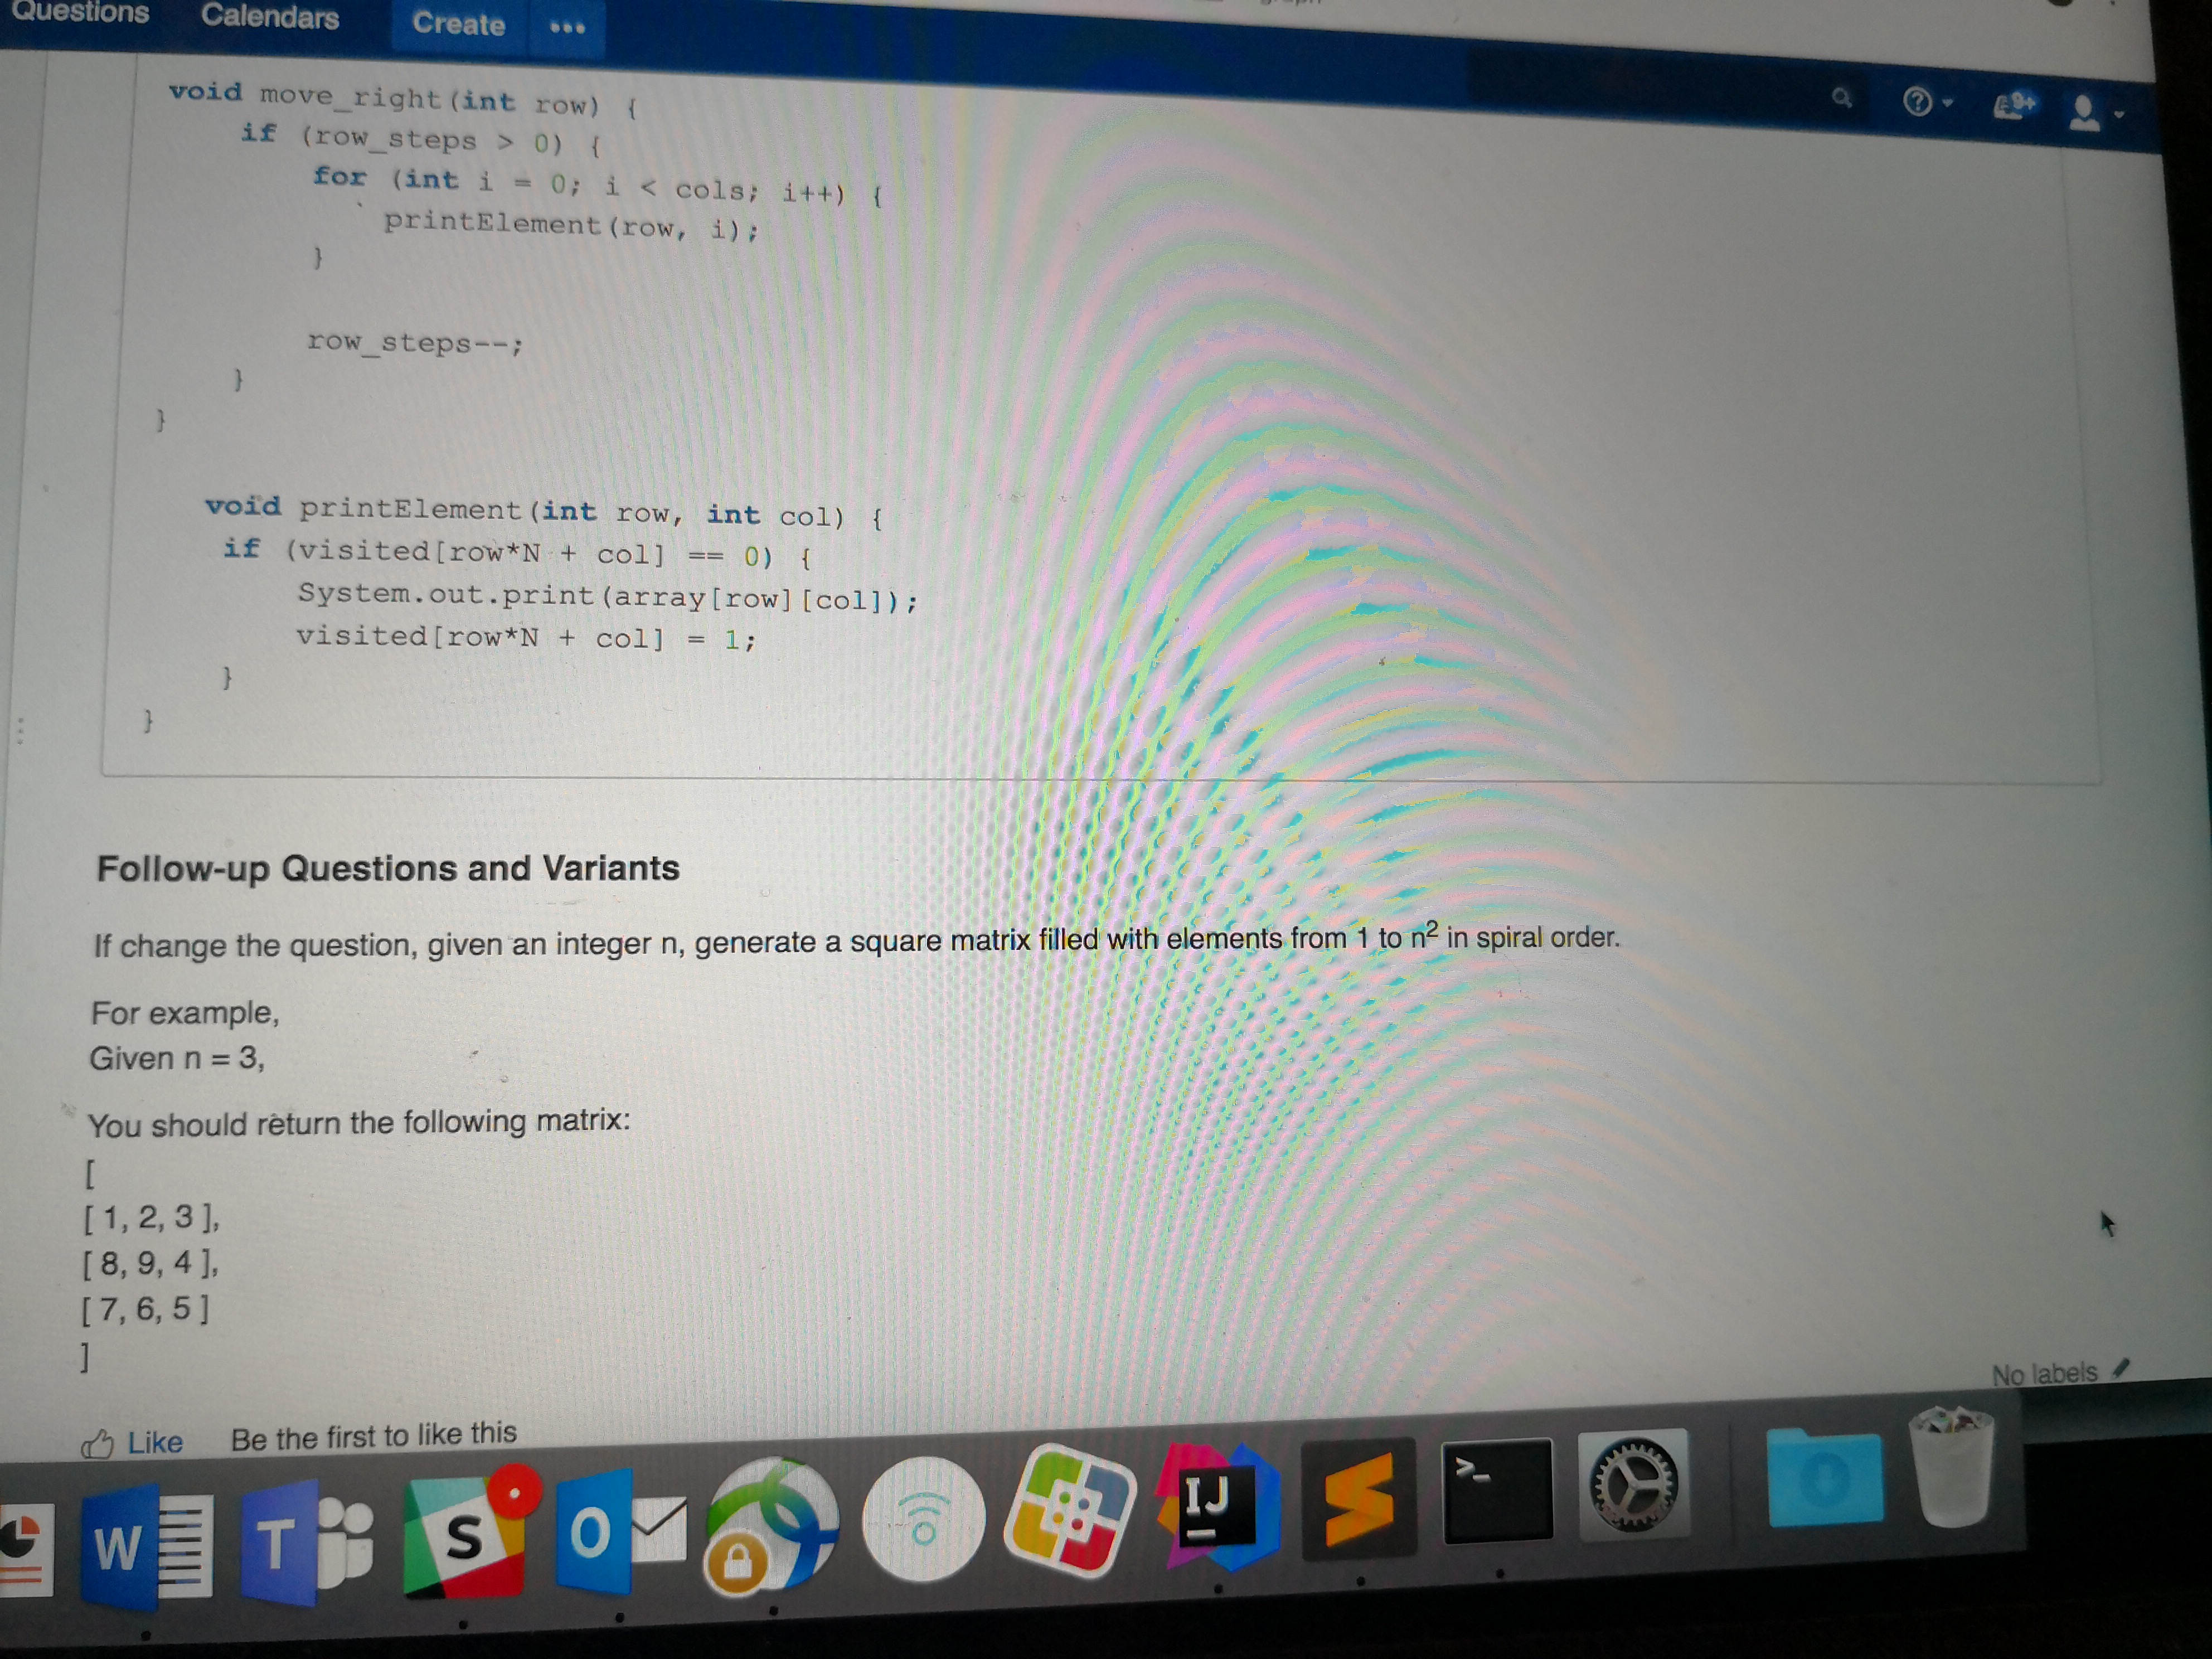 Questions Calendars Create •••
9+
void move_right(int row) {
if (row_steps > 0) {
for (int i = 0; i < cols; i++) {
printElement(row, i);
}
row_steps--;
}
}
void printElement(int row, int col) {
if (visited[row*N + col] == 0) {
System.out.print(array[row][col]);
visited[row*N + col] = 1;
}
}
Follow-up Questions and Variants
If change the question, given an integer n, generate a square matrix filled with elements from 1 to n² in spiral order.
For example,
Given n = 3,
You should return the following matrix:
[
[ 1, 2, 3 ],
[ 8, 9, 4 ],
[ 7, 6, 5 ]
]
No labels
Like Be the first to like this
W T S O IJ >_